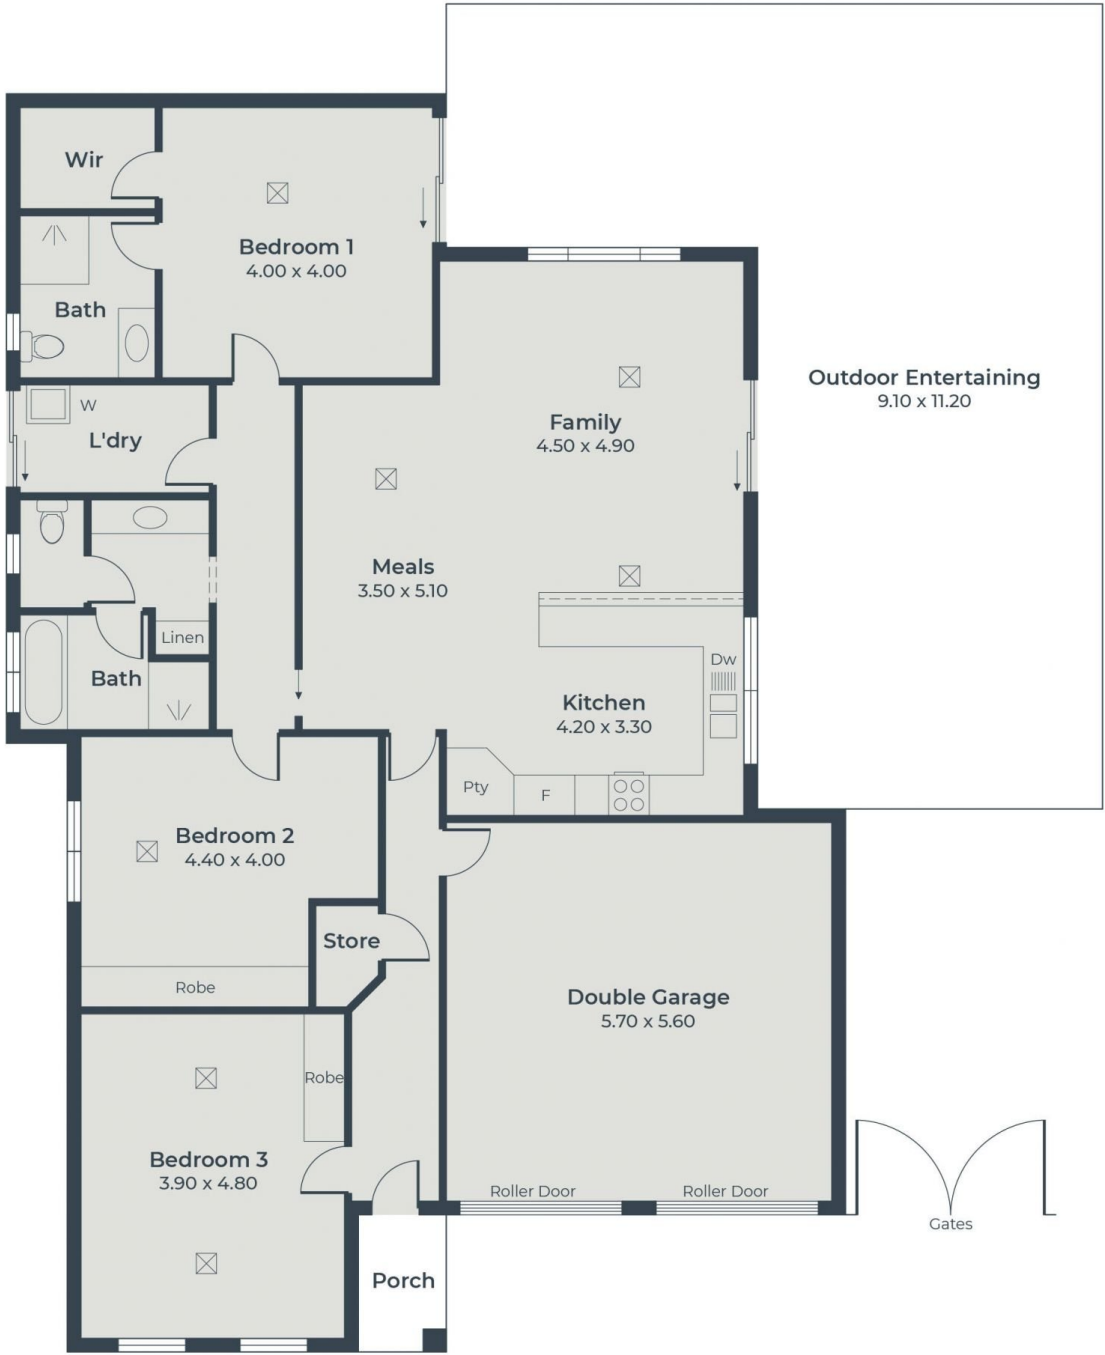 Wir
Bedroom 1
4.00 x 4.00
Bath
Outdoor Entertaining
9.10 x 11.20
W
L'dry
Family
4.50 x 4.90
Meals
3.50 x 5.10
Linen
Bath
Dw
Kitchen
4.20 x 3.30
Pty
F
Bedroom 2
4.40 x 4.00
Store
Robe
Double Garage
5.70 x 5.60
Robe
Bedroom 3
3.90 x 4.80
Roller Door
Roller Door
Gates
Porch